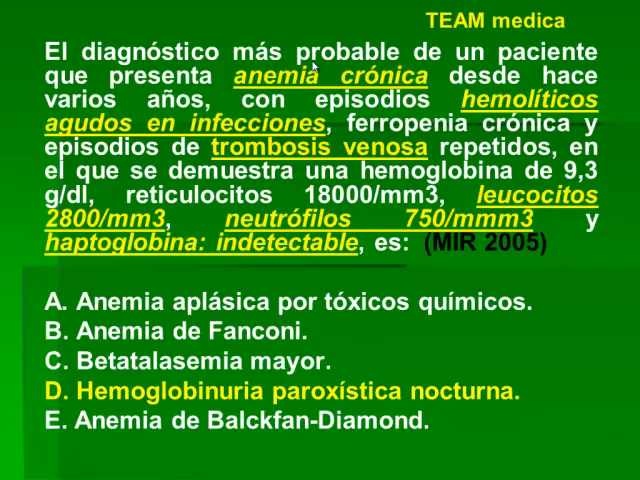 TEAM medica
El diagnóstico más probable de un paciente
que presenta anemia crónica desde hace
varios años, con episodios hemolíticos
agudos en infecciones, ferropenia crónica y
episodios de trombosis venosa repetidos, en
el que se demuestra una hemoglobina de 9,3
g/dl, reticulocitos 18000/mm3, leucocitos
2800/mm3, neutrófilos 750/mmm3 y
haptoglobina: indetectable, es: (MIR 2005)
A. Anemia aplásica por tóxicos químicos.
B. Anemia de Fanconi.
C. Betatalasemia mayor.
D. Hemoglobinuria paroxística nocturna.
E. Anemia de Balckfan-Diamond.